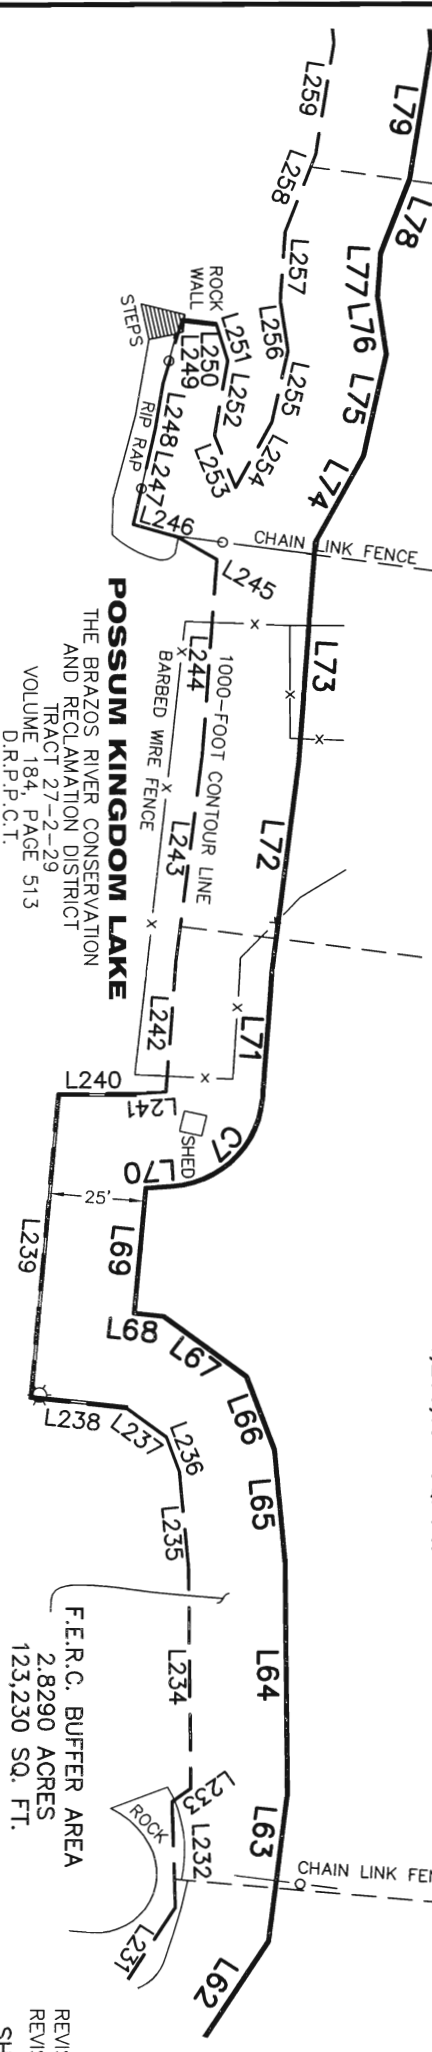 L79
L78
L77
L76
L75
L74
L73
L72
L71
C7
L70
L69
L68
L67
L66
L65
L64
L63
L62
L259
L258
L257
L256
L255
L254
L253
L252
L251
L250
L249
L248
L247
L246
L245
L244
L243
L242
L241
L240
L239
L238
L237
L236
L235
L234
L233
L232
L231
ROCK
WALL
STEPS
RIP RAP
CHAIN LINK FENCE
1000-FOOT CONTOUR LINE
BARBED WIRE FENCE
x
x
x
x
x
x
x
x
POSSUM KINGDOM LAKE
THE BRAZOS RIVER CONSERVATION
AND RECLAMATION DISTRICT
TRACT 27-2-29
VOLUME 184, PAGE 513
D.R.P.P.C.T.
SHED
25'
F.E.R.C. BUFFER AREA
2.8290 ACRES
123,230 SQ. FT.
ROCK
CHAIN LINK FEN
REVIS
REVIS
SH